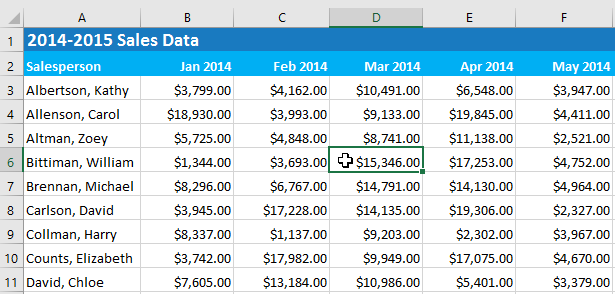 A B C D E F
1 2014-2015 Sales Data
2 Salesperson Jan 2014 Feb 2014 Mar 2014 Apr 2014 May 2014
3 Albertson, Kathy $3,799.00 $4,162.00 $10,491.00 $6,548.00 $3,947.00
4 Allenson, Carol $18,930.00 $3,993.00 $9,133.00 $19,845.00 $4,411.00
5 Altman, Zoey $5,725.00 $4,848.00 $8,741.00 $11,138.00 $2,521.00
6 Bittiman, William $1,344.00 $3,693.00 $15,346.00 $17,253.00 $4,752.00
7 Brennan, Michael $8,296.00 $6,767.00 $14,791.00 $14,130.00 $4,964.00
8 Carlson, David $3,945.00 $17,228.00 $14,135.00 $19,306.00 $2,327.00
9 Collman, Harry $8,337.00 $1,137.00 $9,203.00 $2,302.00 $3,967.00
10 Counts, Elizabeth $3,742.00 $17,982.00 $9,949.00 $17,075.00 $4,670.00
11 David, Chloe $7,605.00 $13,184.00 $10,986.00 $5,401.00 $3,379.00